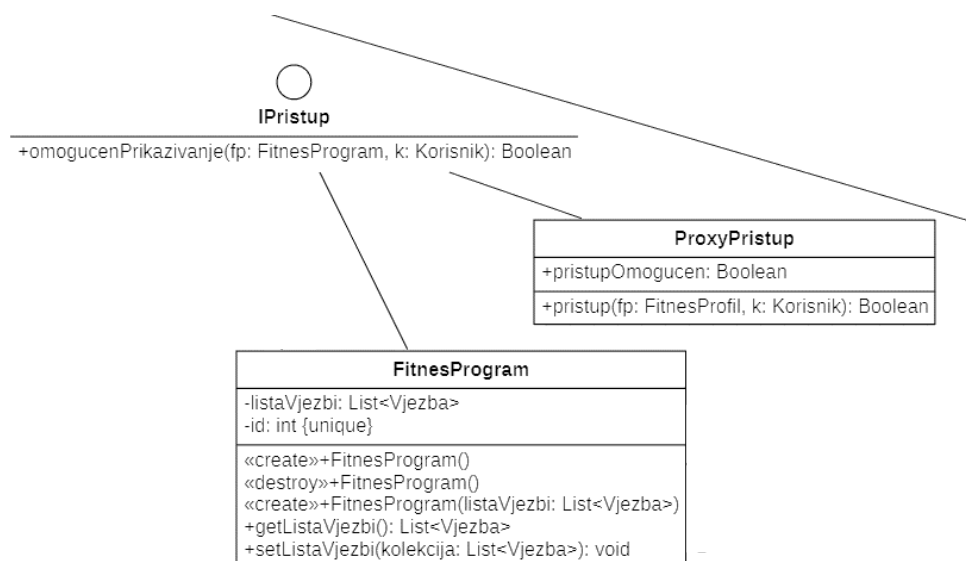 IPristup
+omogucenPrikazivanje(fp: FitnesProgram, k: Korisnik): Boolean
ProxyPristup
+pristupOmogucen: Boolean
+pristup(fp: FitnesProfil, k: Korisnik): Boolean
FitnesProgram
-listaVjezbi: List<Vjezba>
-id: int {unique}
«create»+FitnesProgram()
«destroy»+FitnesProgram()
«create»+FitnesProgram(listaVjezbi: List<Vjezba>)
+getListaVjezbi(): List<Vjezba>
+setListaVjezbi(kolekcija: List<Vjezba>): void